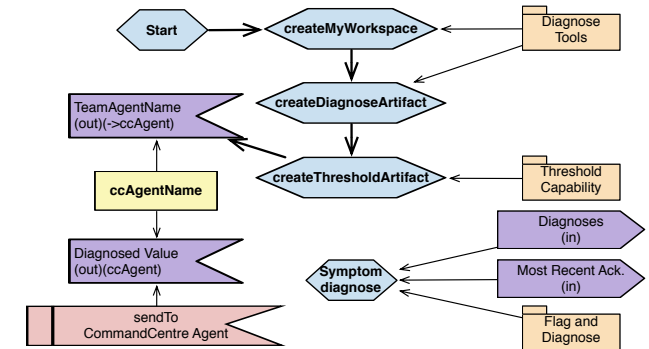 Start
createMyWorkspace
Diagnose
Tools
TeamAgentName
(out)(->ccAgent)
createDiagnoseArtifact
createThresholdArtifact
Threshold
Capability
ccAgentName
Diagnosed Value
(out)(ccAgent)
Diagnoses
(in)
Symptom
diagnose
Most Recent Ack.
(in)
sendTo
CommandCentre Agent
Flag and
Diagnose